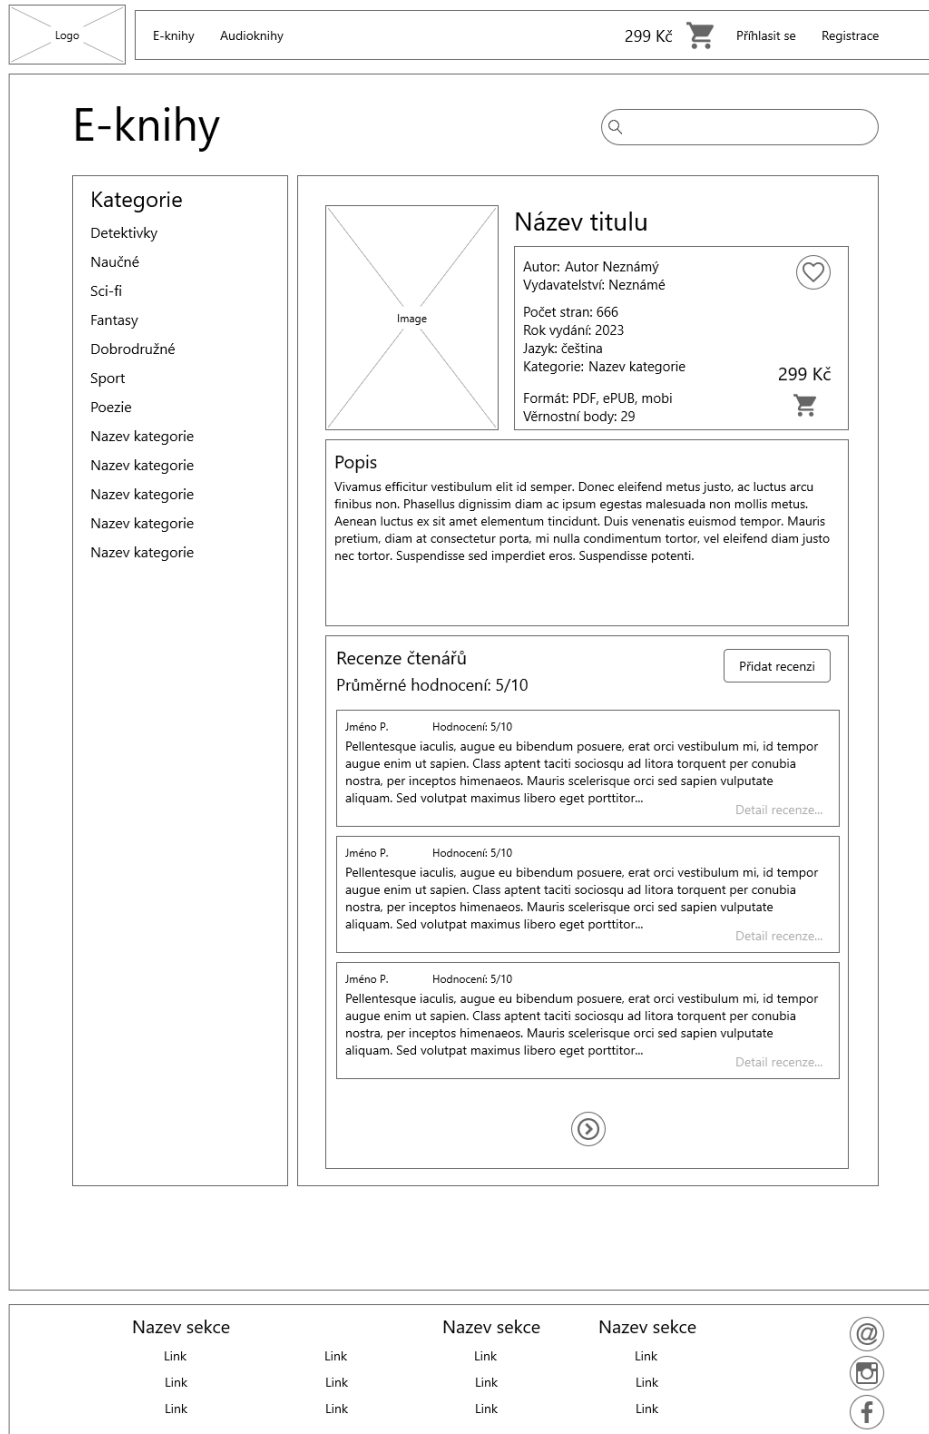 Logo
E-knihy
Audioknihy
299 Kč
Příhlasit se
Registrace
E-knihy
Kategorie
Detektivky
Naučné
Sci-fi
Fantasy
Dobrodružné
Sport
Poezie
Nazev kategorie
Nazev kategorie
Nazev kategorie
Nazev kategorie
Nazev kategorie
Image
Název titulu
Autor: Autor Neznámý
Vydavatelství: Neznámé
Počet stran: 666
Rok vydání: 2023
Jazyk: čeština
Kategorie: Nazev kategorie
Formát: PDF, ePUB, mobi
Věrnostní body: 29
299 Kč
Popis
Vivamus efficitur vestibulum elit id semper. Donec eleifend metus justo, ac luctus arcu
finibus non. Phasellus dignissim diam ac ipsum egestas malesuada non mollis metus.
Aenean luctus ex sit amet elementum tincidunt. Duis venenatis euismod tempor. Mauris
pretium, diam at consectetur porta, mi nulla condimentum tortor, vel eleifend diam justo
nec tortor. Suspendisse sed imperdiet eros. Suspendisse potenti.
Recenze čtenářů
Průměrné hodnocení: 5/10
Přidat recenzi
Jméno P.
Hodnocení: 5/10
Pellentesque iaculis, augue eu bibendum posuere, erat orci vestibulum mi, id tempor
augue enim ut sapien. Class aptent taciti sociosqu ad litora torquent per conubia
nostra, per inceptos himenaeos. Mauris scelerisque orci sed sapien vulputate
aliquam. Sed volutpat maximus libero eget porttitor...
Detail recenze...
Jméno P.
Hodnocení: 5/10
Pellentesque iaculis, augue eu bibendum posuere, erat orci vestibulum mi, id tempor
augue enim ut sapien. Class aptent taciti sociosqu ad litora torquent per conubia
nostra, per inceptos himenaeos. Mauris scelerisque orci sed sapien vulputate
aliquam. Sed volutpat maximus libero eget porttitor...
Detail recenze...
Jméno P.
Hodnocení: 5/10
Pellentesque iaculis, augue eu bibendum posuere, erat orci vestibulum mi, id tempor
augue enim ut sapien. Class aptent taciti sociosqu ad litora torquent per conubia
nostra, per inceptos himenaeos. Mauris scelerisque orci sed sapien vulputate
aliquam. Sed volutpat maximus libero eget porttitor...
Detail recenze...
Nazev sekce
Link
Link
Link
Link
Link
Link
Nazev sekce
Link
Link
Link
Nazev sekce
Link
Link
Link